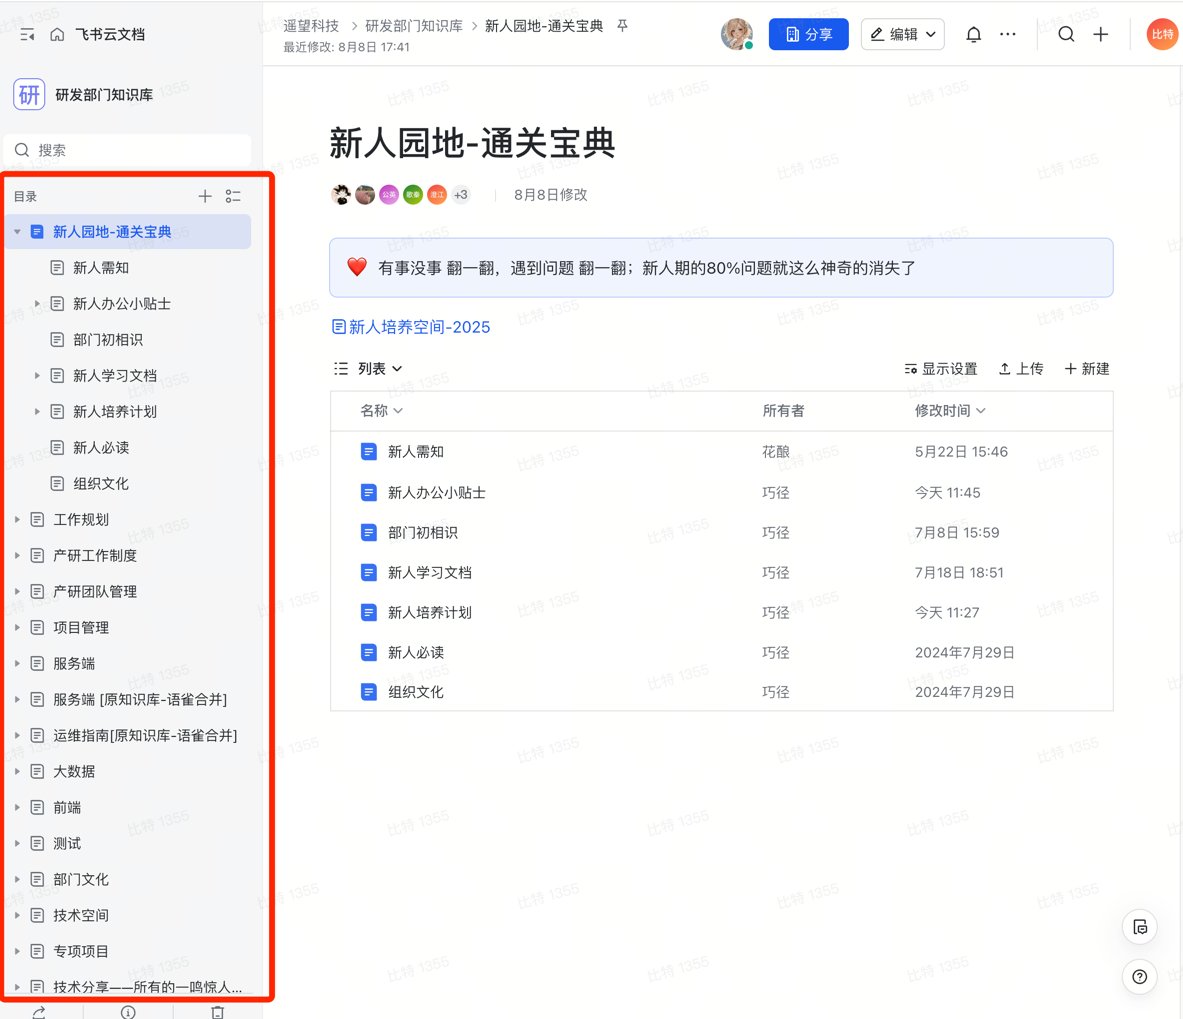 飞书云文档
遥望科技 > 研发部门知识库 > 新人园地-通关宝典
最近修改: 8月8日 17:41
分享
编辑
比特
研 研发部门知识库
搜索
目录
新人园地-通关宝典
新人需知
新人办公小贴士
部门初相识
新人学习文档
新人培养计划
新人必读
组织文化
工作规划
产研工作制度
产研团队管理
项目管理
服务端
服务端 [原知识库-语雀合并]
运维指南[原知识库-语雀合并]
大数据
前端
测试
部门文化
技术空间
专项项目
技术分享——所有的一鸣惊人...
新人园地-通关宝典
公英 歌秦 澄江 +3 8月8日修改
有事没事 翻一翻，遇到问题 翻一翻；新人期的80%问题就这么神奇的消失了
新人培养空间-2025
列表 显示设置 上传 新建
名称 所有者 修改时间
新人需知 花酿 5月22日 15:46
新人办公小贴士 巧径 今天 11:45
部门初相识 巧径 7月8日 15:59
新人学习文档 巧径 7月18日 18:51
新人培养计划 巧径 今天 11:27
新人必读 巧径 2024年7月29日
组织文化 巧径 2024年7月29日
比特 1355